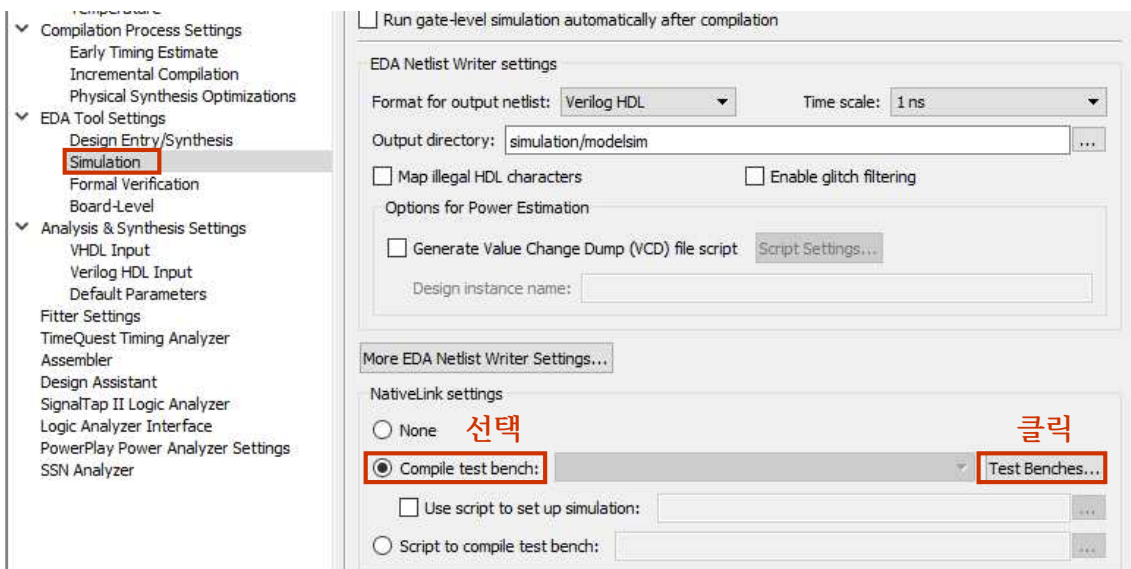 Temperature
Compilation Process Settings
Early Timing Estimate
Incremental Compilation
Physical Synthesis Optimizations
EDA Tool Settings
Design Entry/Synthesis
Simulation
Formal Verification
Board-Level
Analysis & Synthesis Settings
VHDL Input
Verilog HDL Input
Default Parameters
Fitter Settings
TimeQuest Timing Analyzer
Assembler
Design Assistant
SignalTap II Logic Analyzer
Logic Analyzer Interface
PowerPlay Power Analyzer Settings
SSN Analyzer
Run gate-level simulation automatically after compilation
EDA Netlist Writer settings
Format for output netlist: Verilog HDL Time scale: 1 ns
Output directory: simulation/modelsim ...
Map illegal HDL characters Enable glitch filtering
Options for Power Estimation
Generate Value Change Dump (VCD) file script Script Settings...
Design instance name:
More EDA Netlist Writer Settings...
NativeLink settings
None 선택 클릭
Compile test bench: Test Benches...
Use script to set up simulation: ...
Script to compile test bench: ...